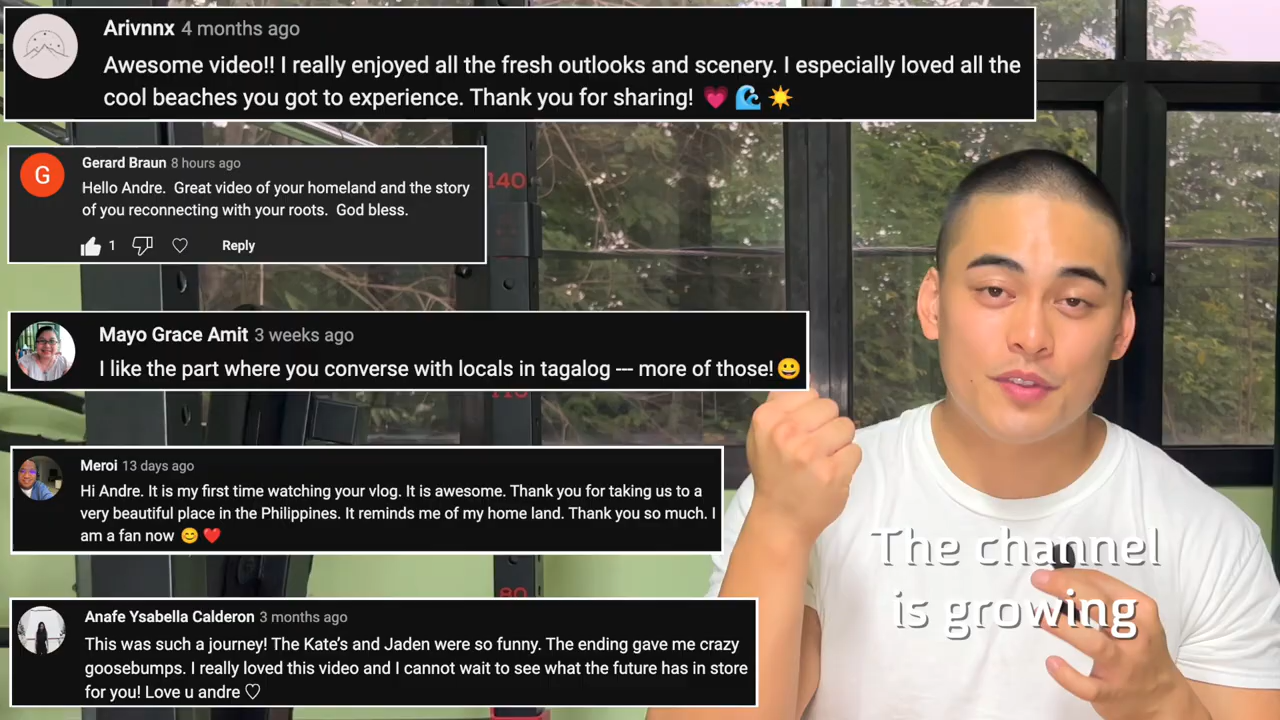 Arivnnx 4 months ago
Awesome video!! I really enjoyed all the fresh outlooks and scenery. I especially loved all the
cool beaches you got to experience. Thank you for sharing! 💗 🌊 ☀️
G
Gerard Braun 8 hours ago
Hello Andre. Great video of your homeland and the story
of you reconnecting with your roots. God bless.
1 Reply
140
Mayo Grace Amit 3 weeks ago
I like the part where you converse with locals in tagalog --- more of those!😀
110
Meroi 13 days ago
Hi Andre. It is my first time watching your vlog. It is awesome. Thank you for taking us to a
very beautiful place in the Philippines. It reminds me of my home land. Thank you so much. I
am a fan now 😊 ❤️
The channel
is growing
80
Anafe Ysabella Calderon 3 months ago
This was such a journey! The Kate's and Jaden were so funny. The ending gave me crazy
goosebumps. I really loved this video and I cannot wait to see what the future has in store
for you! Love u andre ♡